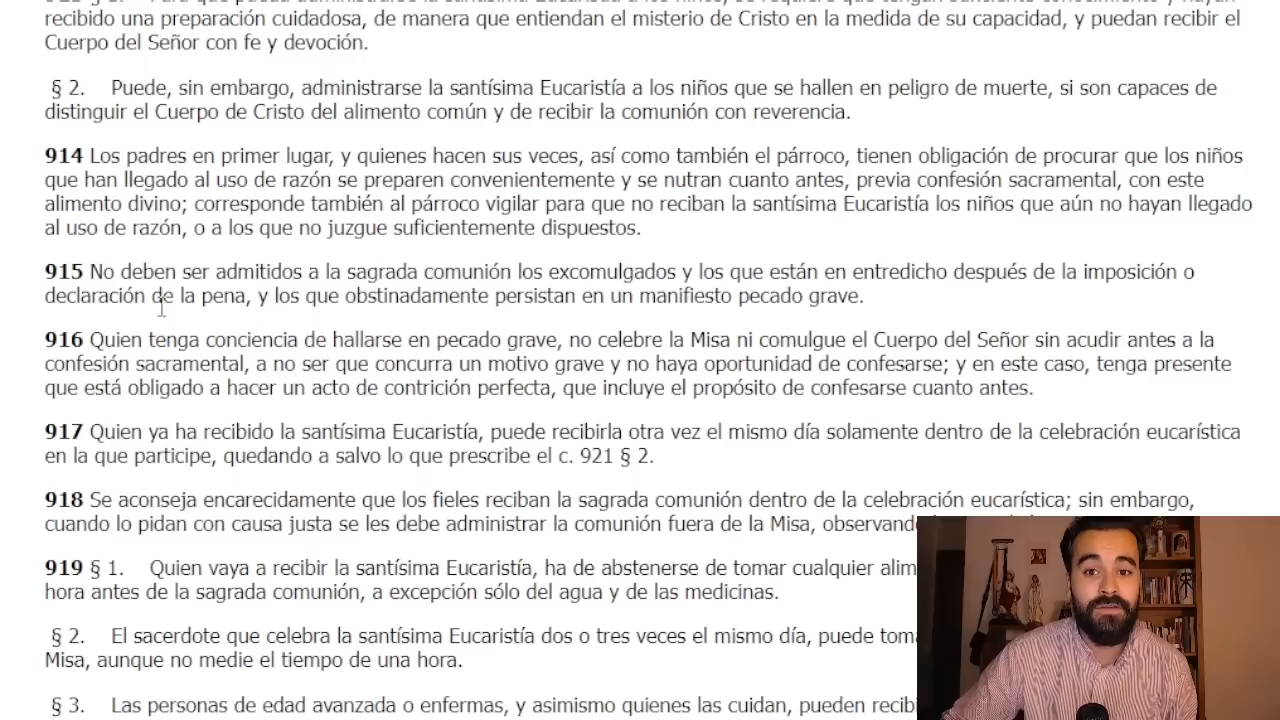 recibido una preparación cuidadosa, de manera que entiendan el misterio de Cristo en la medida de su capacidad, y puedan recibir el
Cuerpo del Señor con fe y devoción.
§ 2. Puede, sin embargo, administrarse la santísima Eucaristía a los niños que se hallen en peligro de muerte, si son capaces de
distinguir el Cuerpo de Cristo del alimento común y de recibir la comunión con reverencia.
914 Los padres en primer lugar, y quienes hacen sus veces, así como también el párroco, tienen obligación de procurar que los niños
que han llegado al uso de razón se preparen convenientemente y se nutran cuanto antes, previa confesión sacramental, con este
alimento divino; corresponde también al párroco vigilar para que no reciban la santísima Eucaristía los niños que aún no hayan llegado
al uso de razón, o a los que no juzgue suficientemente dispuestos.
915 No deben ser admitidos a la sagrada comunión los excomulgados y los que están en entredicho después de la imposición o
declaración de la pena, y los que obstinadamente persistan en un manifiesto pecado grave.
916 Quien tenga conciencia de hallarse en pecado grave, no celebre la Misa ni comulgue el Cuerpo del Señor sin acudir antes a la
confesión sacramental, a no ser que concurra un motivo grave y no haya oportunidad de confesarse; y en este caso, tenga presente
que está obligado a hacer un acto de contrición perfecta, que incluye el propósito de confesarse cuanto antes.
917 Quien ya ha recibido la santísima Eucaristía, puede recibirla otra vez el mismo día solamente dentro de la celebración eucarística
en la que participe, quedando a salvo lo que prescribe el c. 921 § 2.
918 Se aconseja encarecidamente que los fieles reciban la sagrada comunión dentro de la celebración eucarística; sin embargo,
cuando lo pidan con causa justa se les debe administrar la comunión fuera de la Misa,
919 § 1. Quien vaya a recibir la santísima Eucaristía, ha de abstenerse de tomar cualquier
hora antes de la sagrada comunión, a excepción sólo del agua y de las medicinas.
§ 2. El sacerdote que celebra la santísima Eucaristía dos o tres veces el mismo día, puede
Misa, aunque no medie el tiempo de una hora.
§ 3. Las personas de edad avanzada o enfermas, y asimismo quienes las cuidan, pueden